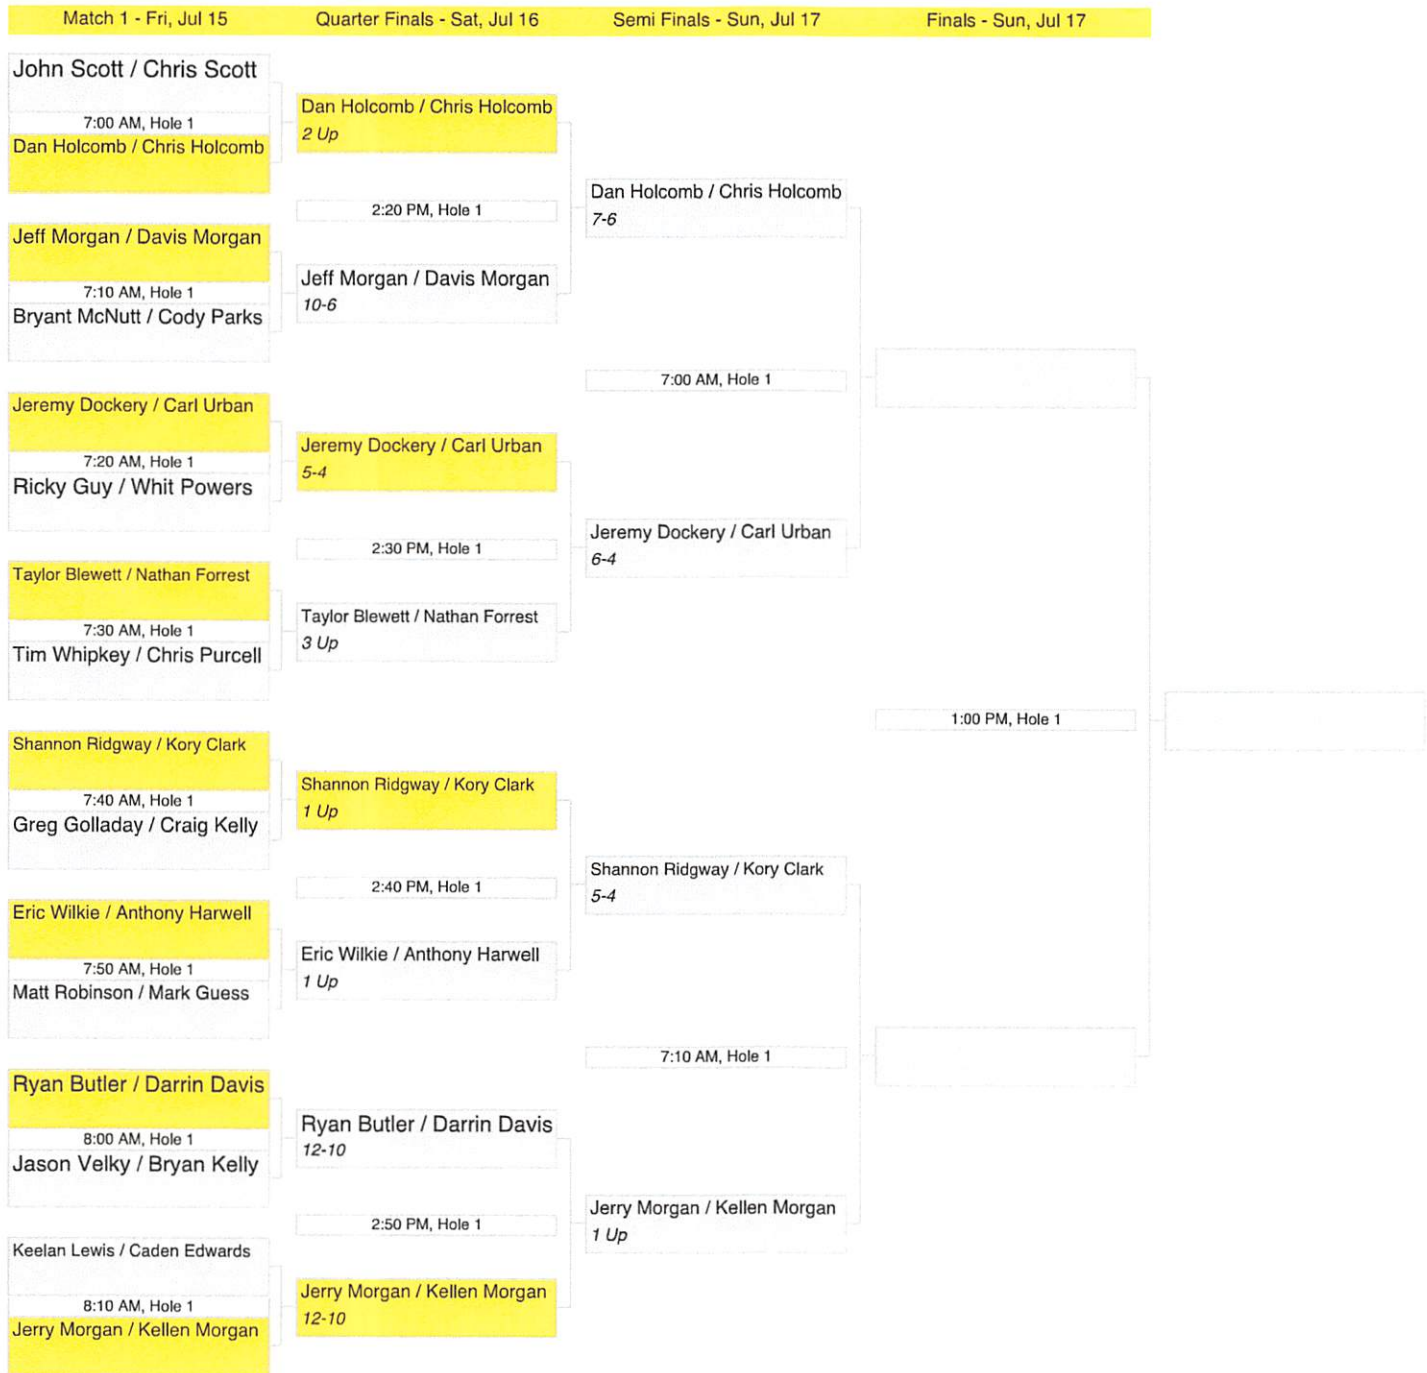 Match 1 - Fri, Jul 15
Quarter Finals - Sat, Jul 16
Semi Finals - Sun, Jul 17
Finals - Sun, Jul 17
John Scott / Chris Scott
7:00 AM, Hole 1
Dan Holcomb / Chris Holcomb
Jeff Morgan / Davis Morgan
7:10 AM, Hole 1
Bryant McNutt / Cody Parks
Jeremy Dockery / Carl Urban
7:20 AM, Hole 1
Ricky Guy / Whit Powers
Taylor Blewett / Nathan Forrest
7:30 AM, Hole 1
Tim Whipkey / Chris Purcell
Shannon Ridgway / Kory Clark
7:40 AM, Hole 1
Greg Golladay / Craig Kelly
Eric Wilkie / Anthony Harwell
7:50 AM, Hole 1
Matt Robinson / Mark Guess
Ryan Butler / Darrin Davis
8:00 AM, Hole 1
Jason Velky / Bryan Kelly
Keelan Lewis / Caden Edwards
8:10 AM, Hole 1
Jerry Morgan / Kellen Morgan
Dan Holcomb / Chris Holcomb
2 Up
2:20 PM, Hole 1
Jeff Morgan / Davis Morgan
10-6
Jeremy Dockery / Carl Urban
5-4
2:30 PM, Hole 1
Taylor Blewett / Nathan Forrest
3 Up
Shannon Ridgway / Kory Clark
1 Up
2:40 PM, Hole 1
Eric Wilkie / Anthony Harwell
1 Up
Ryan Butler / Darrin Davis
12-10
2:50 PM, Hole 1
Jerry Morgan / Kellen Morgan
12-10
Dan Holcomb / Chris Holcomb
7-6
7:00 AM, Hole 1
Jeremy Dockery / Carl Urban
6-4
Shannon Ridgway / Kory Clark
5-4
7:10 AM, Hole 1
Jerry Morgan / Kellen Morgan
1 Up
1:00 PM, Hole 1